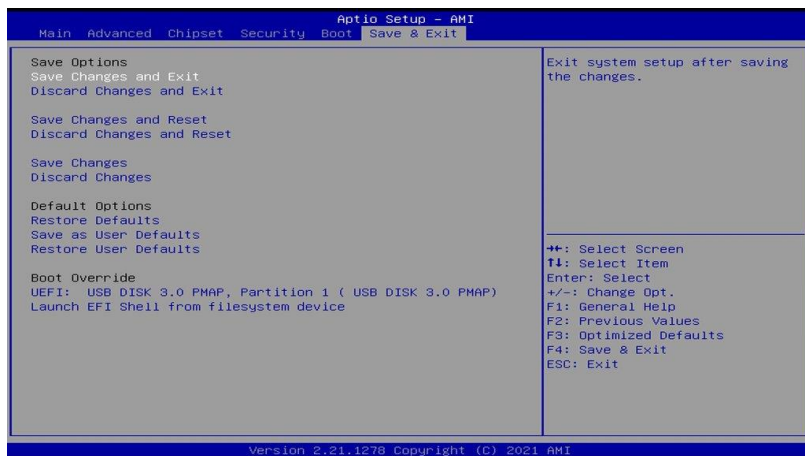 Aptio Setup – AMI
Main Advanced Chipset Security Boot Save & Exit
Save Options
Save Changes and Exit
Discard Changes and Exit
Save Changes and Reset
Discard Changes and Reset
Save Changes
Discard Changes
Default Options
Restore Defaults
Save as User Defaults
Restore User Defaults
Boot Override
UEFI: USB DISK 3.0 PMAP, Partition 1 ( USB DISK 3.0 PMAP)
Launch EFI Shell from filesystem device
Exit system setup after saving
the changes.
→←: Select Screen
↑↓: Select Item
Enter: Select
+/-: Change Opt.
F1: General Help
F2: Previous Values
F3: Optimized Defaults
F4: Save & Exit
ESC: Exit
Version 2.21.1278 Copyright (C) 2021 AMI